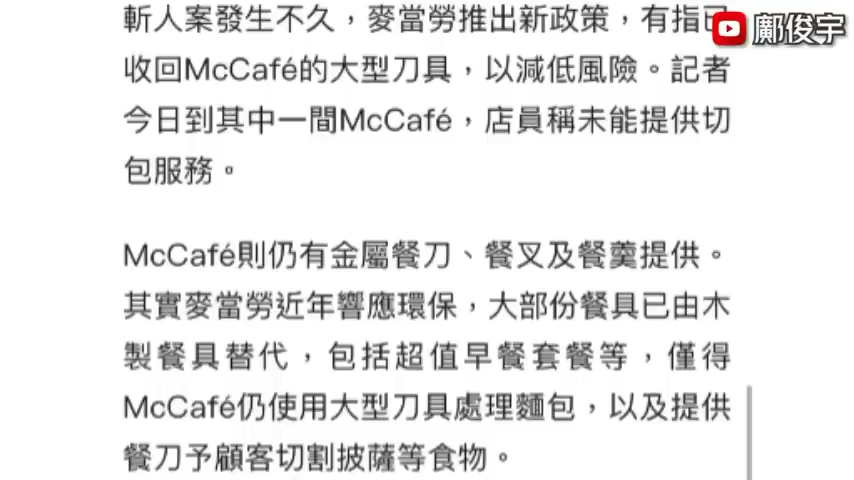 斬人案發生不久，麥當勞推出新政策，有指已
鄺俊宇
收回McCafé的大型刀具，以減低風險。記者
今日到其中一間McCafé，店員稱未能提供切
包服務。
McCafé則仍有金屬餐刀、餐叉及餐羹提供。
其實麥當勞近年響應環保，大部份餐具已由木
製餐具替代，包括超值早餐套餐等，僅得
McCafé仍使用大型刀具處理麵包，以及提供
餐刀予顧客切割披薩等食物。